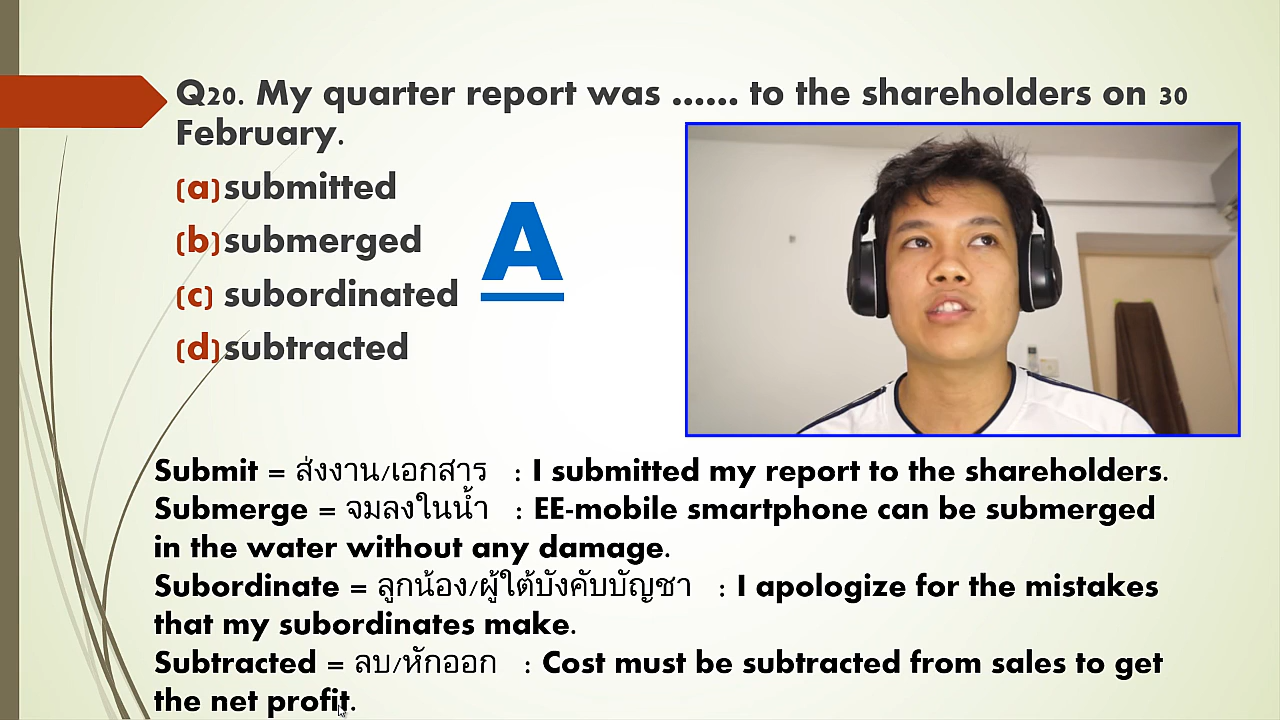 Q20. My quarter report was ...... to the shareholders on 30
February.
(a)submitted
(b)submerged
(c) subordinated
(d)subtracted
A
Submit = ส่งงาน/เอกสาร : I submitted my report to the shareholders.
Submerge = จมลงในน้ำ : EE-mobile smartphone can be submerged
in the water without any damage.
Subordinate = ลูกน้อง/ผู้ใต้บังคับบัญชา : I apologize for the mistakes
that my subordinates make.
Subtracted = ลบ/หักออก : Cost must be subtracted from sales to get
the net profit.